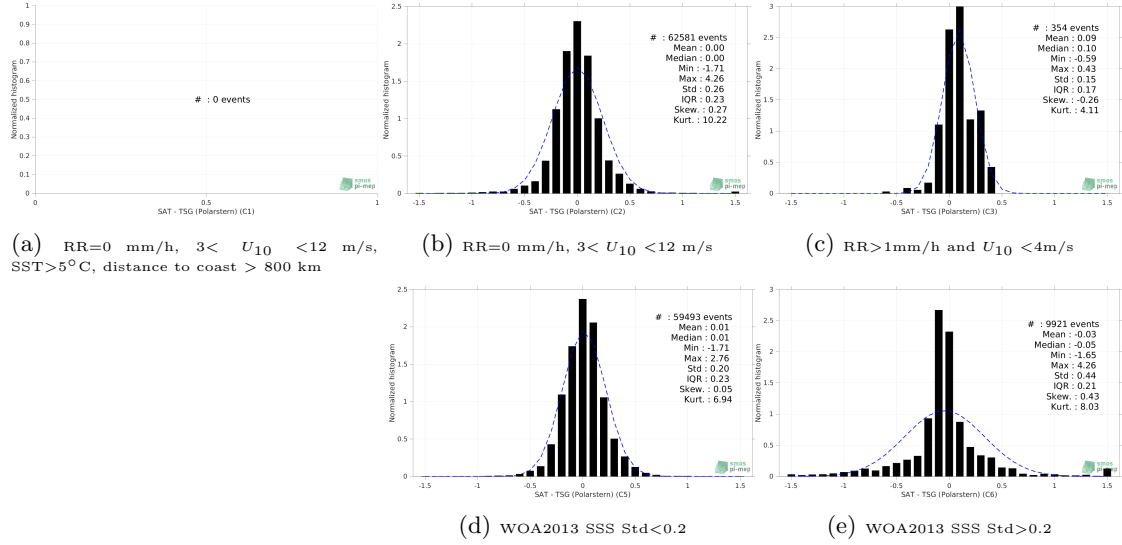 1
0.9
0.8
0.7
0.6
0.5
0.4
0.3
0.2
0.1
0
Normalized histogram
# : 0 events
0
0.5
1
SAT - TSG (Polarstern) (C1)
smos
pi-mep
(a) RR=0 mm/h, 3< U10 <12 m/s,
SST>5°C, distance to coast > 800 km
2.5
2
1.5
1
0.5
0
Normalized histogram
# : 62581 events
Mean : 0.00
Median : 0.00
Min : -1.71
Max : 4.26
Std : 0.26
IQR : 0.23
Skew. : 0.27
Kurt. : 10.22
smos
pi-mep
-1.5
-1
-0.5
0
0.5
1
1.5
SAT - TSG (Polarstern) (C2)
(b) RR=0 mm/h, 3< U10 <12 m/s
3
2.5
2
1.5
1
0.5
0
Normalized histogram
# : 354 events
Mean : 0.09
Median : 0.10
Min : -0.59
Max : 0.43
Std : 0.15
IQR : 0.17
Skew. : -0.26
Kurt. : 4.11
smos
pi-mep
-1.5
-1
-0.5
0
0.5
1
1.5
SAT - TSG (Polarstern) (C3)
(c) RR>1mm/h and U10 <4m/s
2.5
2
1.5
1
0.5
0
Normalized histogram
# : 59493 events
Mean : 0.01
Median : 0.01
Min : -1.71
Max : 2.76
Std : 0.20
IQR : 0.23
Skew. : 0.05
Kurt. : 6.94
smos
pi-mep
-1.5
-1
-0.5
0
0.5
1
1.5
SAT - TSG (Polarstern) (C5)
(d) WOA2013 SSS Std<0.2
3
2.5
2
1.5
1
0.5
0
Normalized histogram
# : 9921 events
Mean : -0.03
Median : -0.05
Min : -1.65
Max : 4.26
Std : 0.44
IQR : 0.21
Skew. : 0.43
Kurt. : 8.03
smos
pi-mep
-1.5
-1
-0.5
0
0.5
1
1.5
SAT - TSG (Polarstern) (C6)
(e) WOA2013 SSS Std>0.2